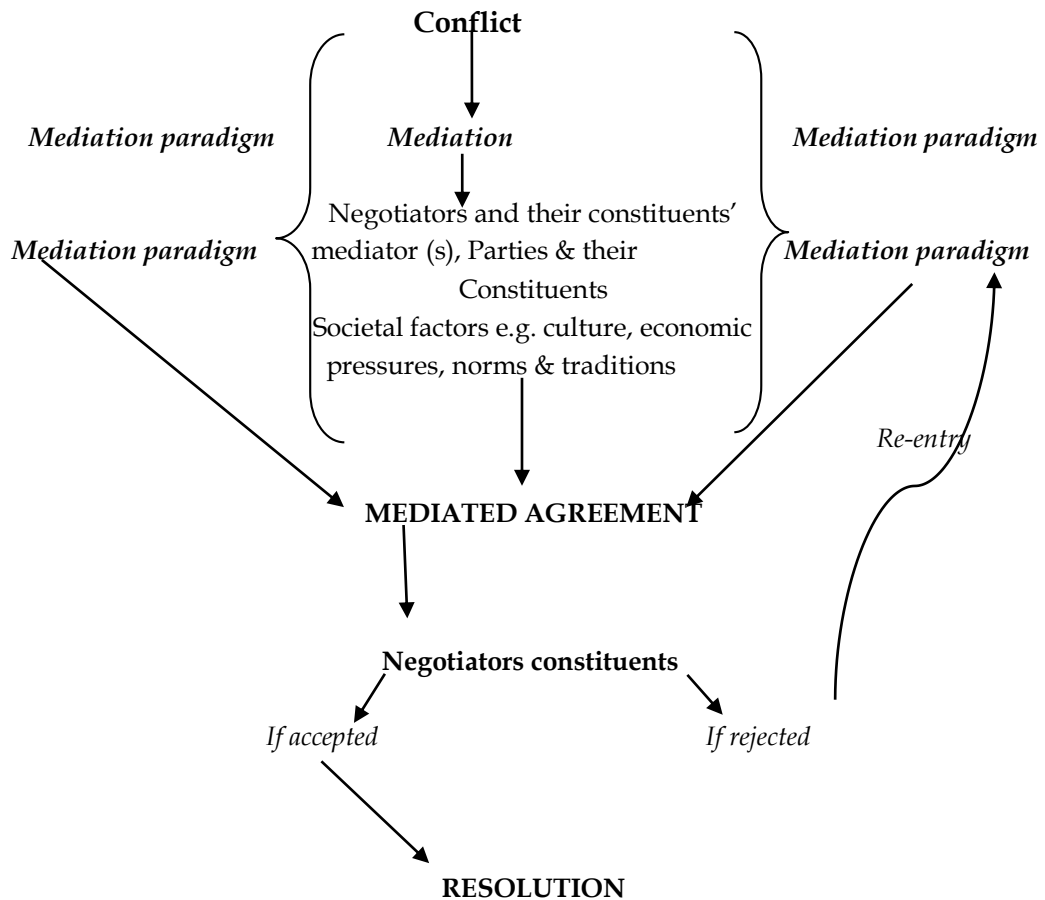 Conflict
Mediation paradigm
Mediation
Mediation paradigm
Negotiators and their constituents’
Mediation paradigm
mediator (s), Parties & their
Mediation paradigm
Constituents
Societal factors e.g. culture, economic
pressures, norms & traditions
Re-entry
MEDIATED AGREEMENT
Negotiators constituents
If accepted
If rejected
RESOLUTION